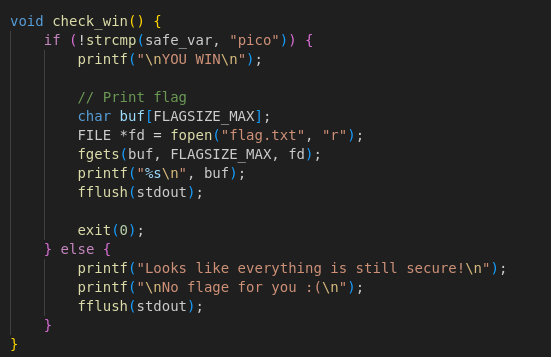 void check_win() {
    if (!strcmp(safe_var, "pico")) {
        printf("\nYOU WIN\n");

        // Print flag
        char buf[FLAGSIZE_MAX];
        FILE *fd = fopen("flag.txt", "r");
        fgets(buf, FLAGSIZE_MAX, fd);
        printf("%s\n", buf);
        fflush(stdout);

        exit(0);
    } else {
        printf("Looks like everything is still secure!\n");
        printf("\nNo flage for you :(\n");
        fflush(stdout);
    }
}